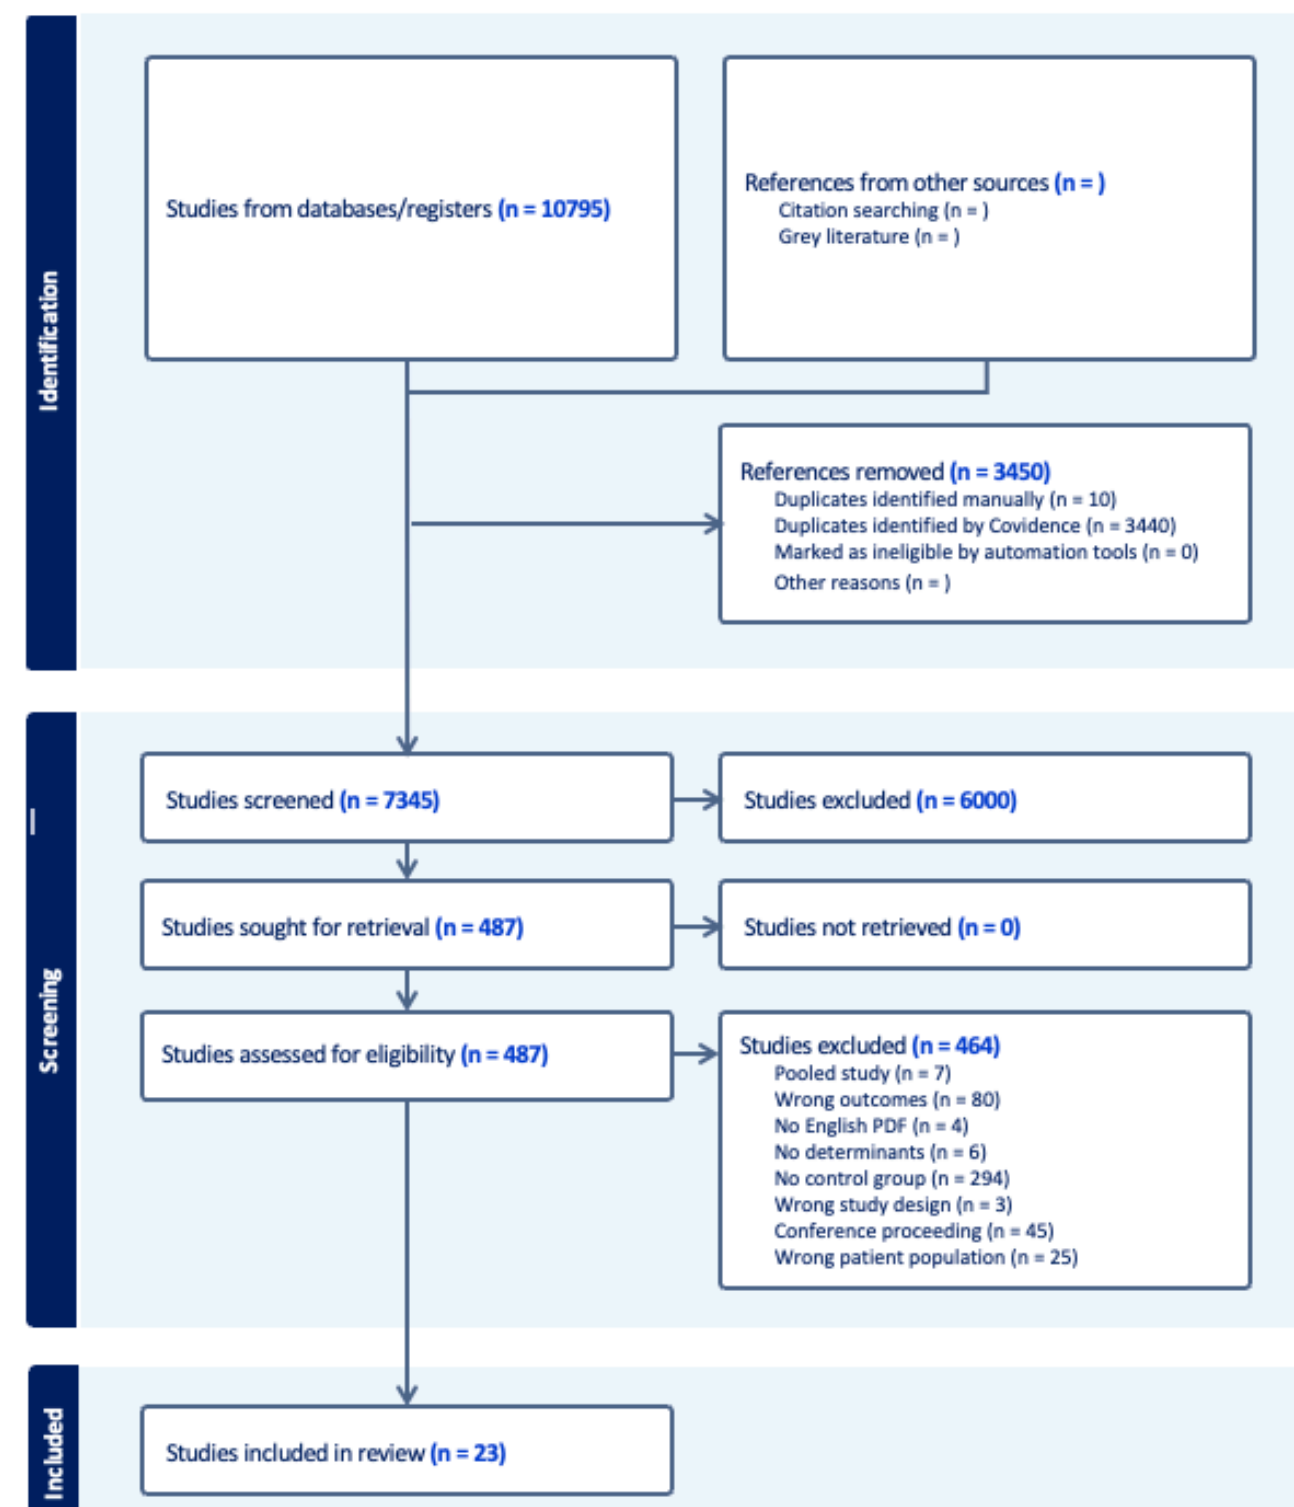 Identification
Studies from databases/registers (n = 10795)
References from other sources (n = )
Citation searching (n = )
Grey literature (n = )
References removed (n = 3450)
Duplicates identified manually (n = 10)
Duplicates identified by Covidence (n = 3440)
Marked as ineligible by automation tools (n = 0)
Other reasons (n = )
Screening
Studies screened (n = 7345)
Studies excluded (n = 6000)
Studies sought for retrieval (n = 487)
Studies not retrieved (n = 0)
Studies assessed for eligibility (n = 487)
Studies excluded (n = 464)
Pooled study (n = 7)
Wrong outcomes (n = 80)
No English PDF (n = 4)
No determinants (n = 6)
No control group (n = 294)
Wrong study design (n = 3)
Conference proceeding (n = 45)
Wrong patient population (n = 25)
Included
Studies included in review (n = 23)